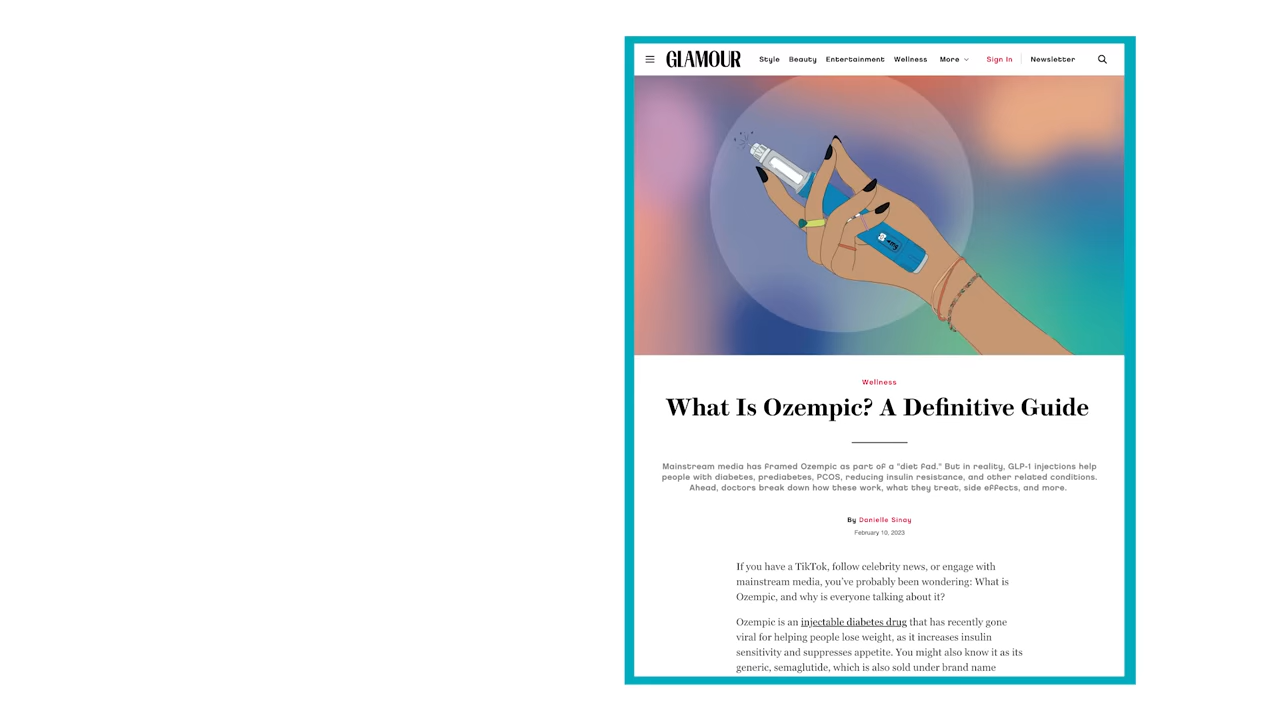 GLAMOUR Style Beauty Entertainment Wellness More Sign In Newsletter
Wellness
What Is Ozempic? A Definitive Guide
Mainstream media has framed Ozempic as part of a "diet fad." But in reality, GLP-1 injections help
people with diabetes, prediabetes, PCOS, reducing insulin resistance, and other related conditions.
Ahead, doctors break down how these work, what they treat, side effects, and more.
By Danielle Sinay
February 10, 2023
If you have a TikTok, follow celebrity news, or engage with
mainstream media, you've probably been wondering: What is
Ozempic, and why is everyone talking about it?
Ozempic is an injectable diabetes drug that has recently gone
viral for helping people lose weight, as it increases insulin
sensitivity and suppresses appetite. You might also know it as its
generic, semaglutide, which is also sold under brand name